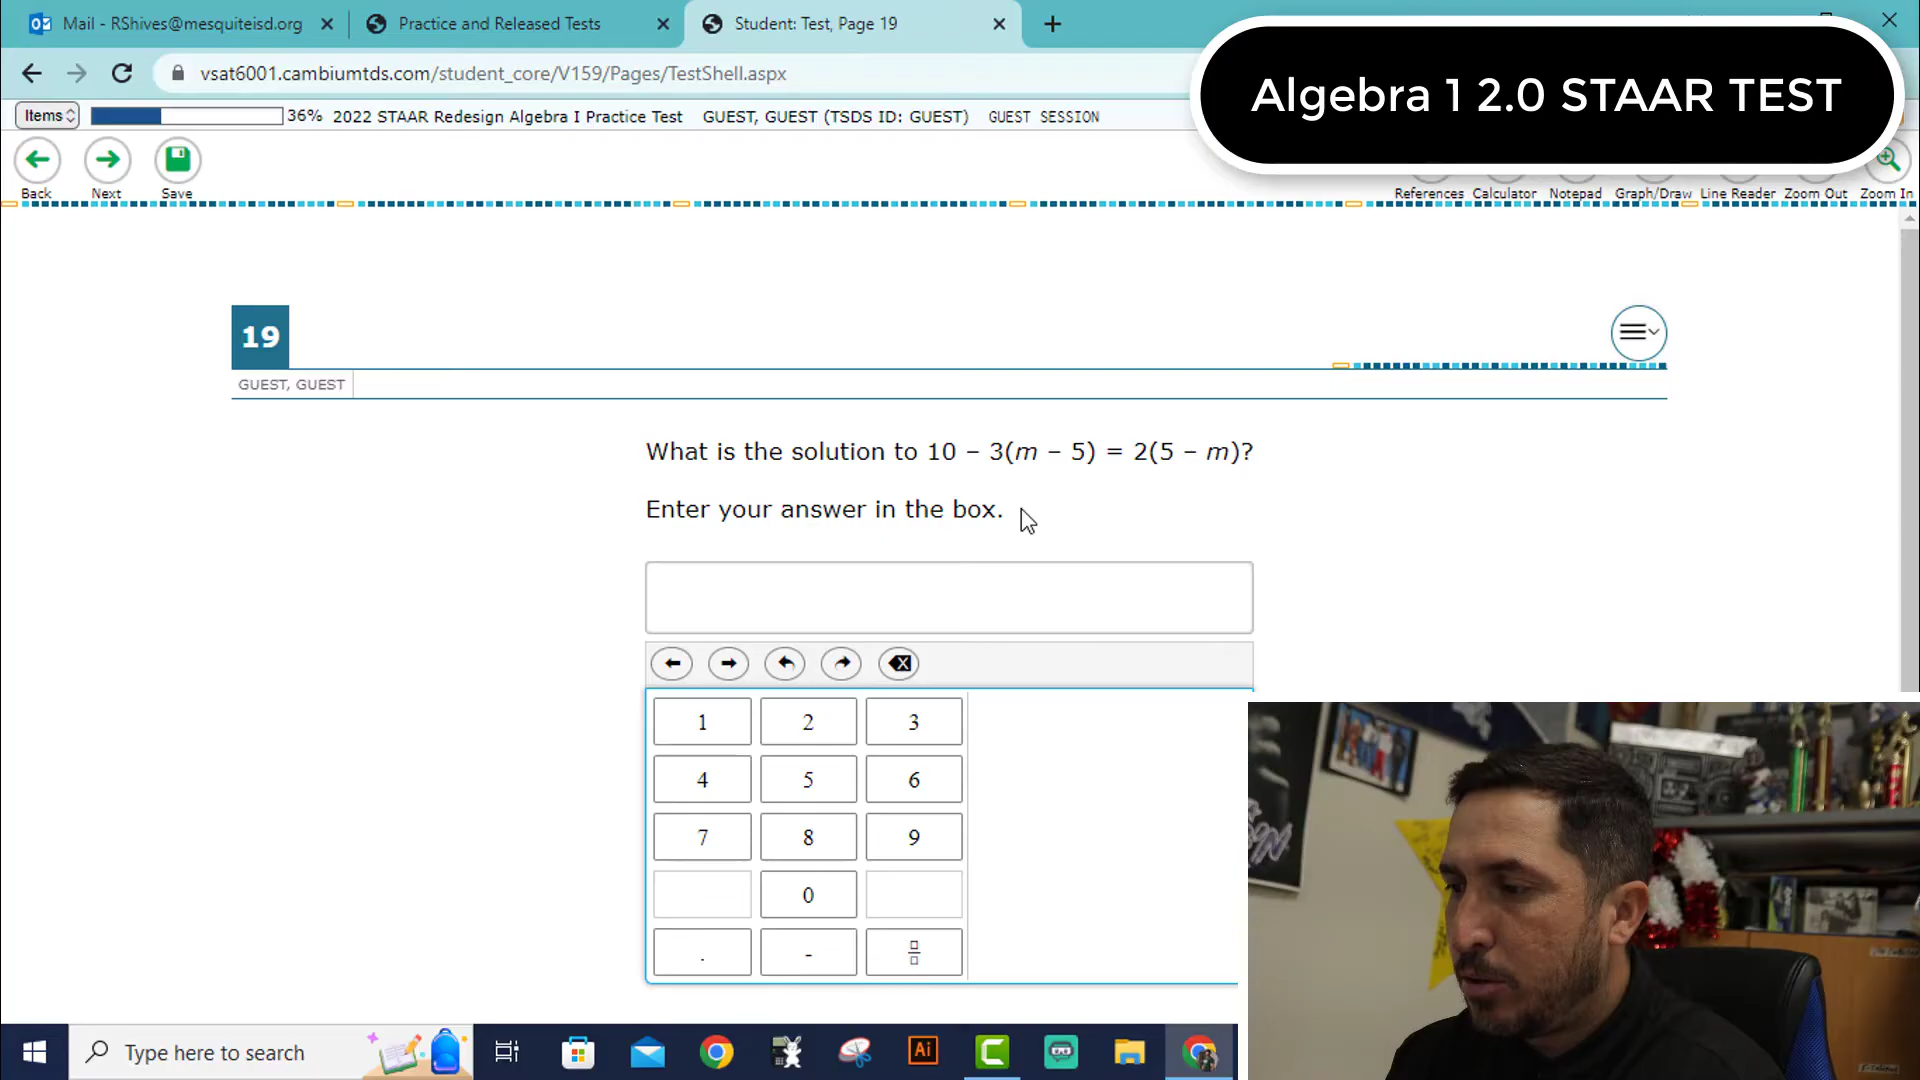 Mail - RShives@mesquiteisd.org
Practice and Released Tests
Student: Test, Page 19
vsat6001.cambiumtds.com/student_core/V159/Pages/TestShell.aspx
Algebra 1 2.0 STAAR TEST
Items
36%
2022 STAAR Redesign Algebra I Practice Test
GUEST, GUEST (TSDS ID: GUEST)
GUEST SESSION
Back
Next
Save
References
Calculator
Notepad
Graph/Draw
Line Reader
Zoom Out
Zoom In
19
GUEST, GUEST
What is the solution to 10 – 3(m – 5) = 2(5 – m)?
Enter your answer in the box.
1 2 3
4 5 6
7 8 9
0
. -
Type here to search
Ai